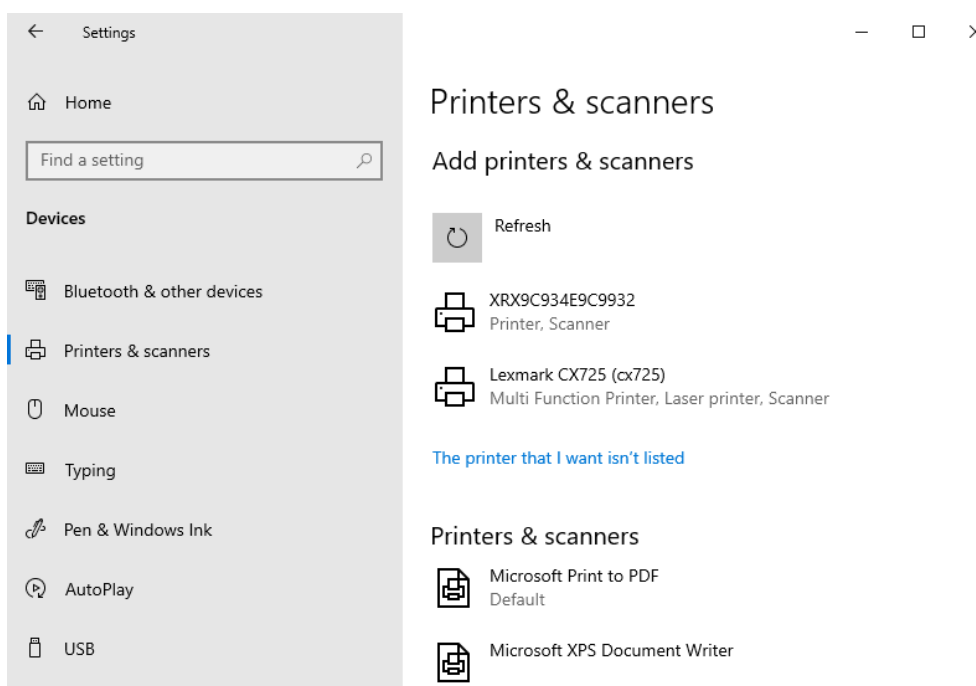 Settings
Home
Find a setting
Devices
Bluetooth & other devices
Printers & scanners
Mouse
Typing
Pen & Windows Ink
AutoPlay
USB
Printers & scanners
Add printers & scanners
Refresh
XRX9C934E9C9932
Printer, Scanner
Lexmark CX725 (cx725)
Multi Function Printer, Laser printer, Scanner
The printer that I want isn't listed
Printers & scanners
Microsoft Print to PDF
Default
Microsoft XPS Document Writer